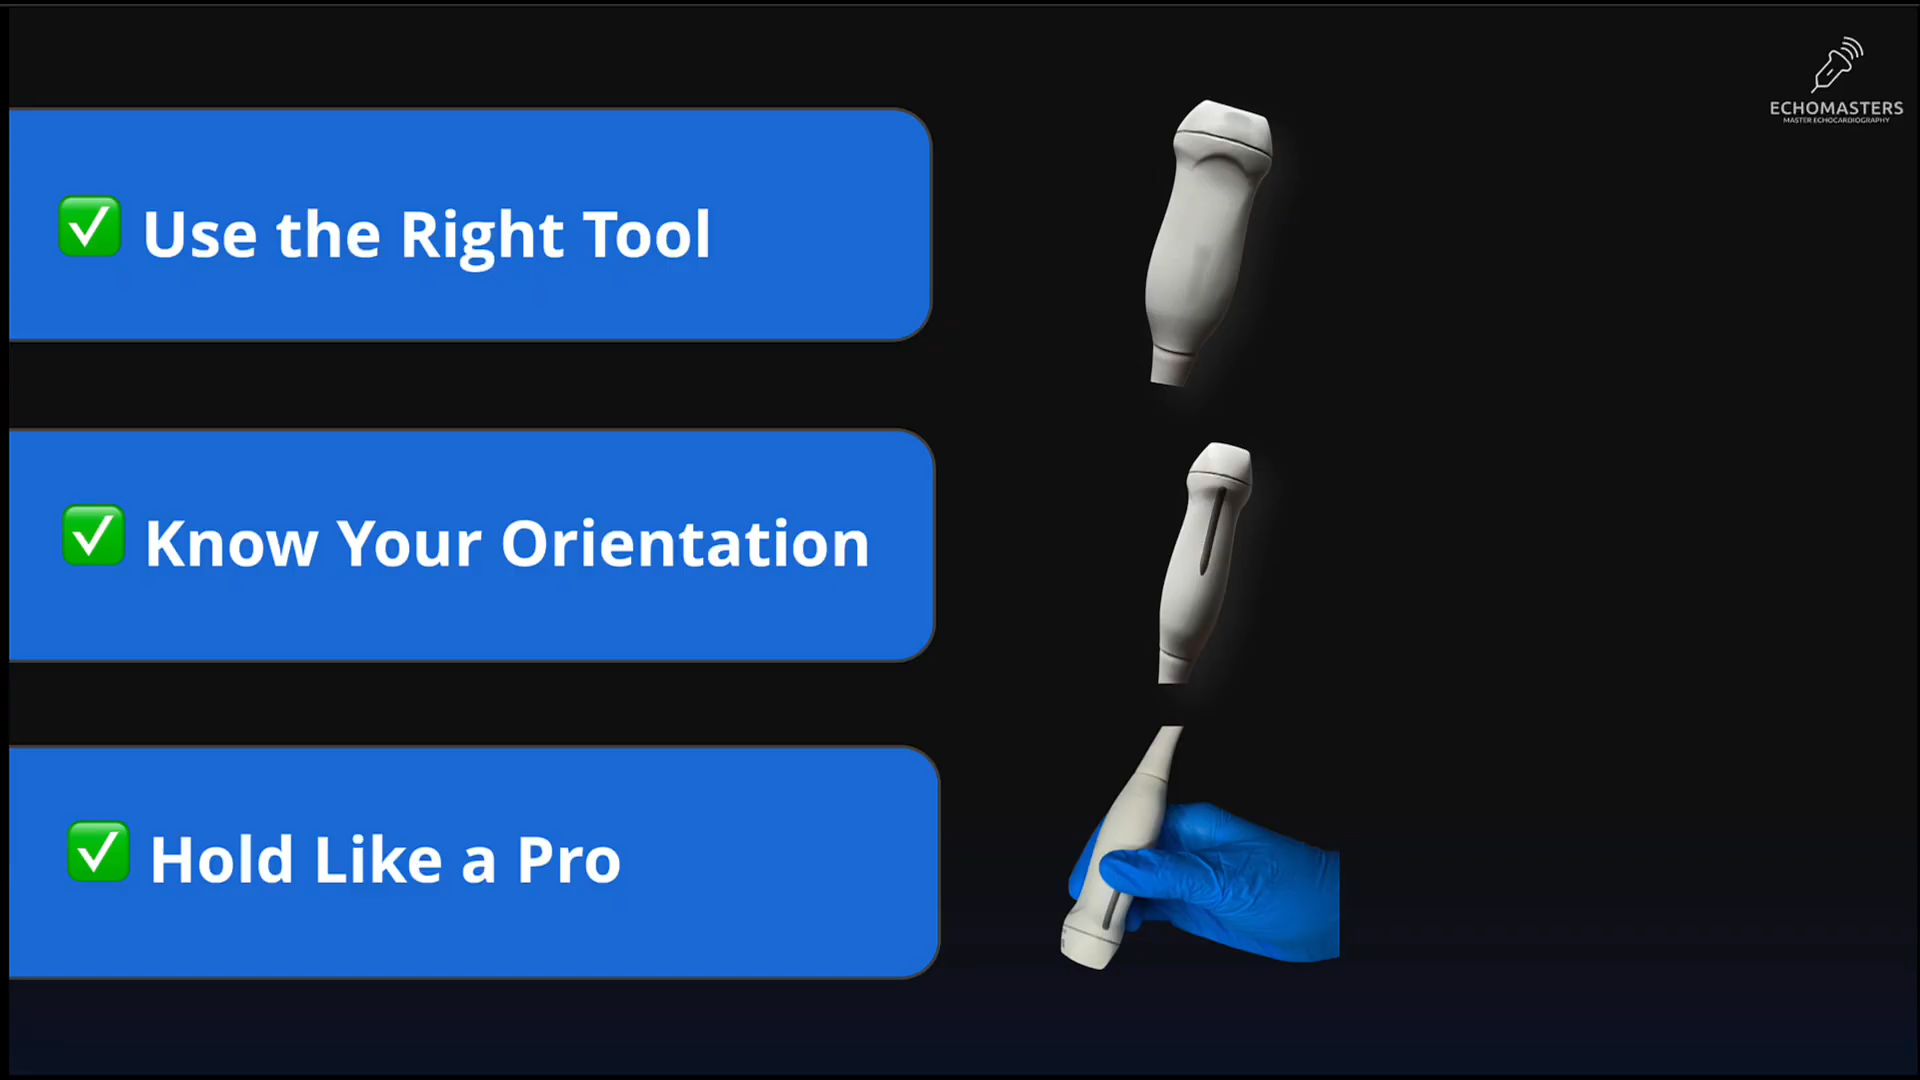 ECHOMASTERS
MASTER ECHOCARDIOGRAPHY
✅ Use the Right Tool
✅ Know Your Orientation
✅ Hold Like a Pro